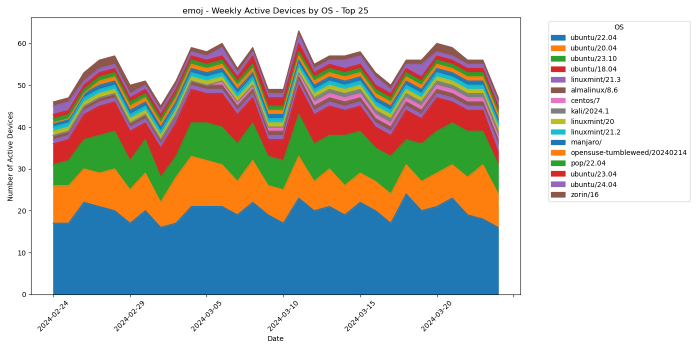 emoj - Weekly Active Devices by OS - Top 25
OS
ubuntu/22.04
ubuntu/20.04
ubuntu/23.10
ubuntu/18.04
linuxmint/21.3
almalinux/8.6
centos/7
kali/2024.1
linuxmint/20
linuxmint/21.2
manjaro/
opensuse-tumbleweed/20240214
pop/22.04
ubuntu/23.04
ubuntu/24.04
zorin/16
Number of Active Devices
60
50
40
30
20
10
0
2024-02-24
2024-02-29
2024-03-05
2024-03-10
2024-03-15
2024-03-20
Date